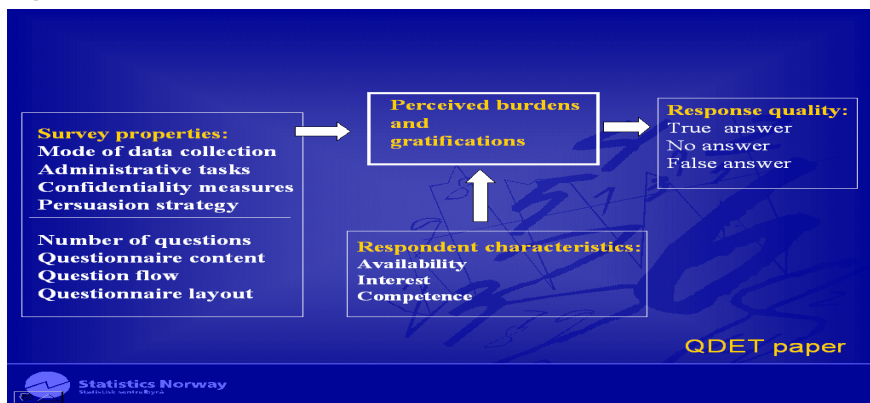 Survey properties:
Mode of data collection
Administrative tasks
Confidentiality measures
Persuasion strategy
Number of questions
Questionnaire content
Question flow
Questionnaire layout
Perceived burdens
and
gratifications
Respondent characteristics:
Availability
Interest
Competence
Response quality:
True answer
No answer
False answer
QDET paper
Statistics Norway
Statistisk sentralbyrå